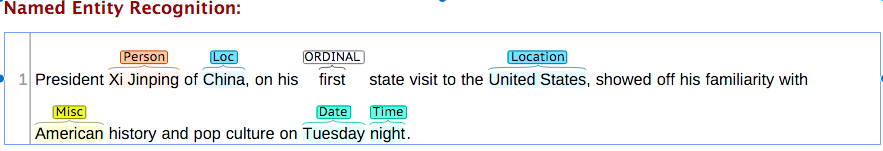 Named Entity Recognition:
Person Loc ORDINAL Location
1 President Xi Jinping of China, on his first state visit to the United States, showed off his familiarity with
Misc Date Time
American history and pop culture on Tuesday night.